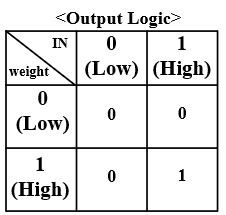 <Output Logic>
IN 0 1
weight (Low) (High)
0
(Low) 0 0
1
(High) 0 1